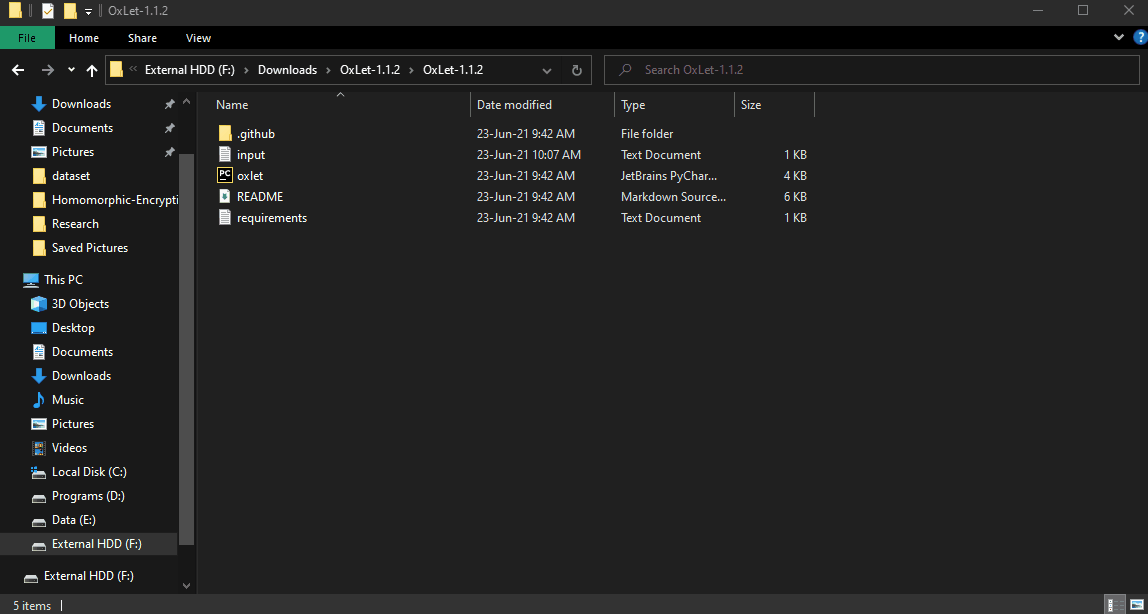 OxLet-1.1.2
File Home Share View
External HDD (F:) Downloads OxLet-1.1.2 OxLet-1.1.2 Search OxLet-1.1.2
Name Date modified Type Size
Downloads
Documents
Pictures
dataset
Homomorphic-Encrypti
Research
Saved Pictures
This PC
3D Objects
Desktop
Documents
Downloads
Music
Pictures
Videos
Local Disk (C:)
Programs (D:)
Data (E:)
External HDD (F:)
External HDD (F:)
.github 23-Jun-21 9:42 AM File folder
input 23-Jun-21 10:07 AM Text Document 1 KB
PC oxlet 23-Jun-21 9:42 AM JetBrains PyChar... 4 KB
README 23-Jun-21 9:42 AM Markdown Source... 6 KB
requirements 23-Jun-21 9:42 AM Text Document 1 KB
5 items